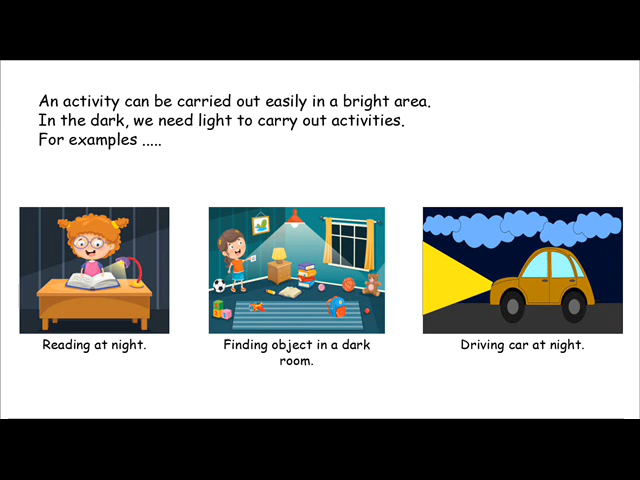 An activity can be carried out easily in a bright area.
In the dark, we need light to carry out activities.
For examples .....
Reading at night.
Finding object in a dark
room.
Driving car at night.